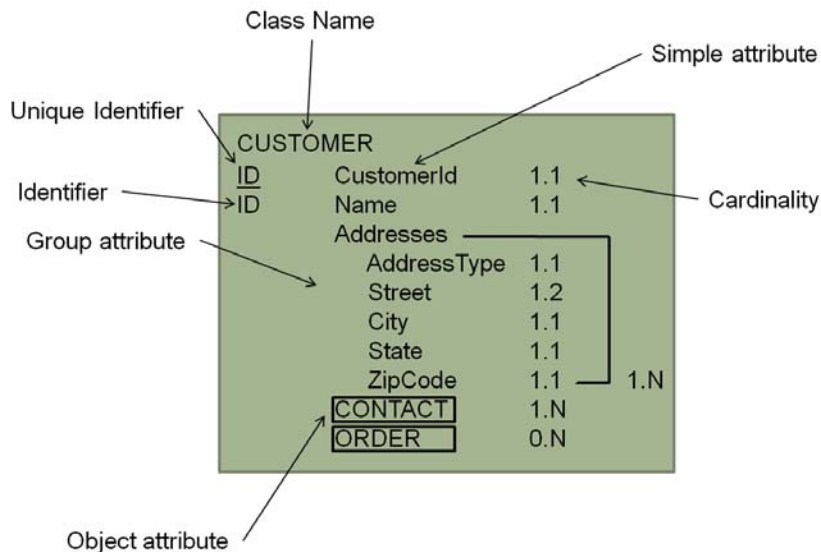 Class Name
Simple attribute
Unique Identifier
CUSTOMER
ID CustomerId 1.1
Cardinality
Identifier
ID Name 1.1
Group attribute
Addresses
AddressType 1.1
Street 1.2
City 1.1
State 1.1
ZipCode 1.1 1.N
CONTACT 1.N
ORDER 0.N
Object attribute